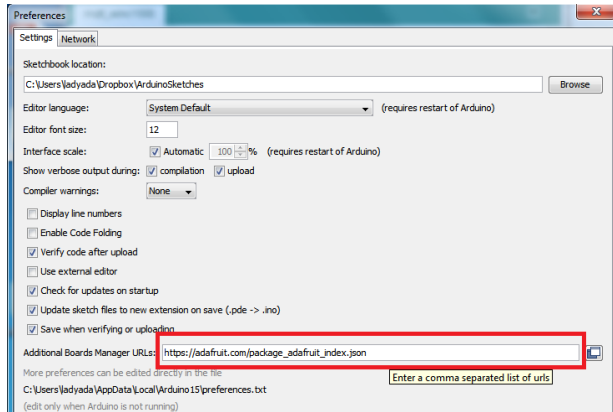 Preferences
Settings Network
Sketchbook location:
C:\Users\ladyada\Dropbox\ArduinoSketches Browse
Editor language: System Default (requires restart of Arduino)
Editor font size: 12
Interface scale: Automatic 100 % (requires restart of Arduino)
Show verbose output during: compilation upload
Compiler warnings: None
Display line numbers
Enable Code Folding
Verify code after upload
Use external editor
Check for updates on startup
Update sketch files to new extension on save (.pde -> .ino)
Save when verifying or uploading
Additional Boards Manager URLs: https://adafruit.com/package_adafruit_index.json
More preferences can be edited directly in the file
Enter a comma separated list of urls
C:\Users\ladyada\AppData\Local\Arduino15\preferences.txt
(edit only when Arduino is not running)